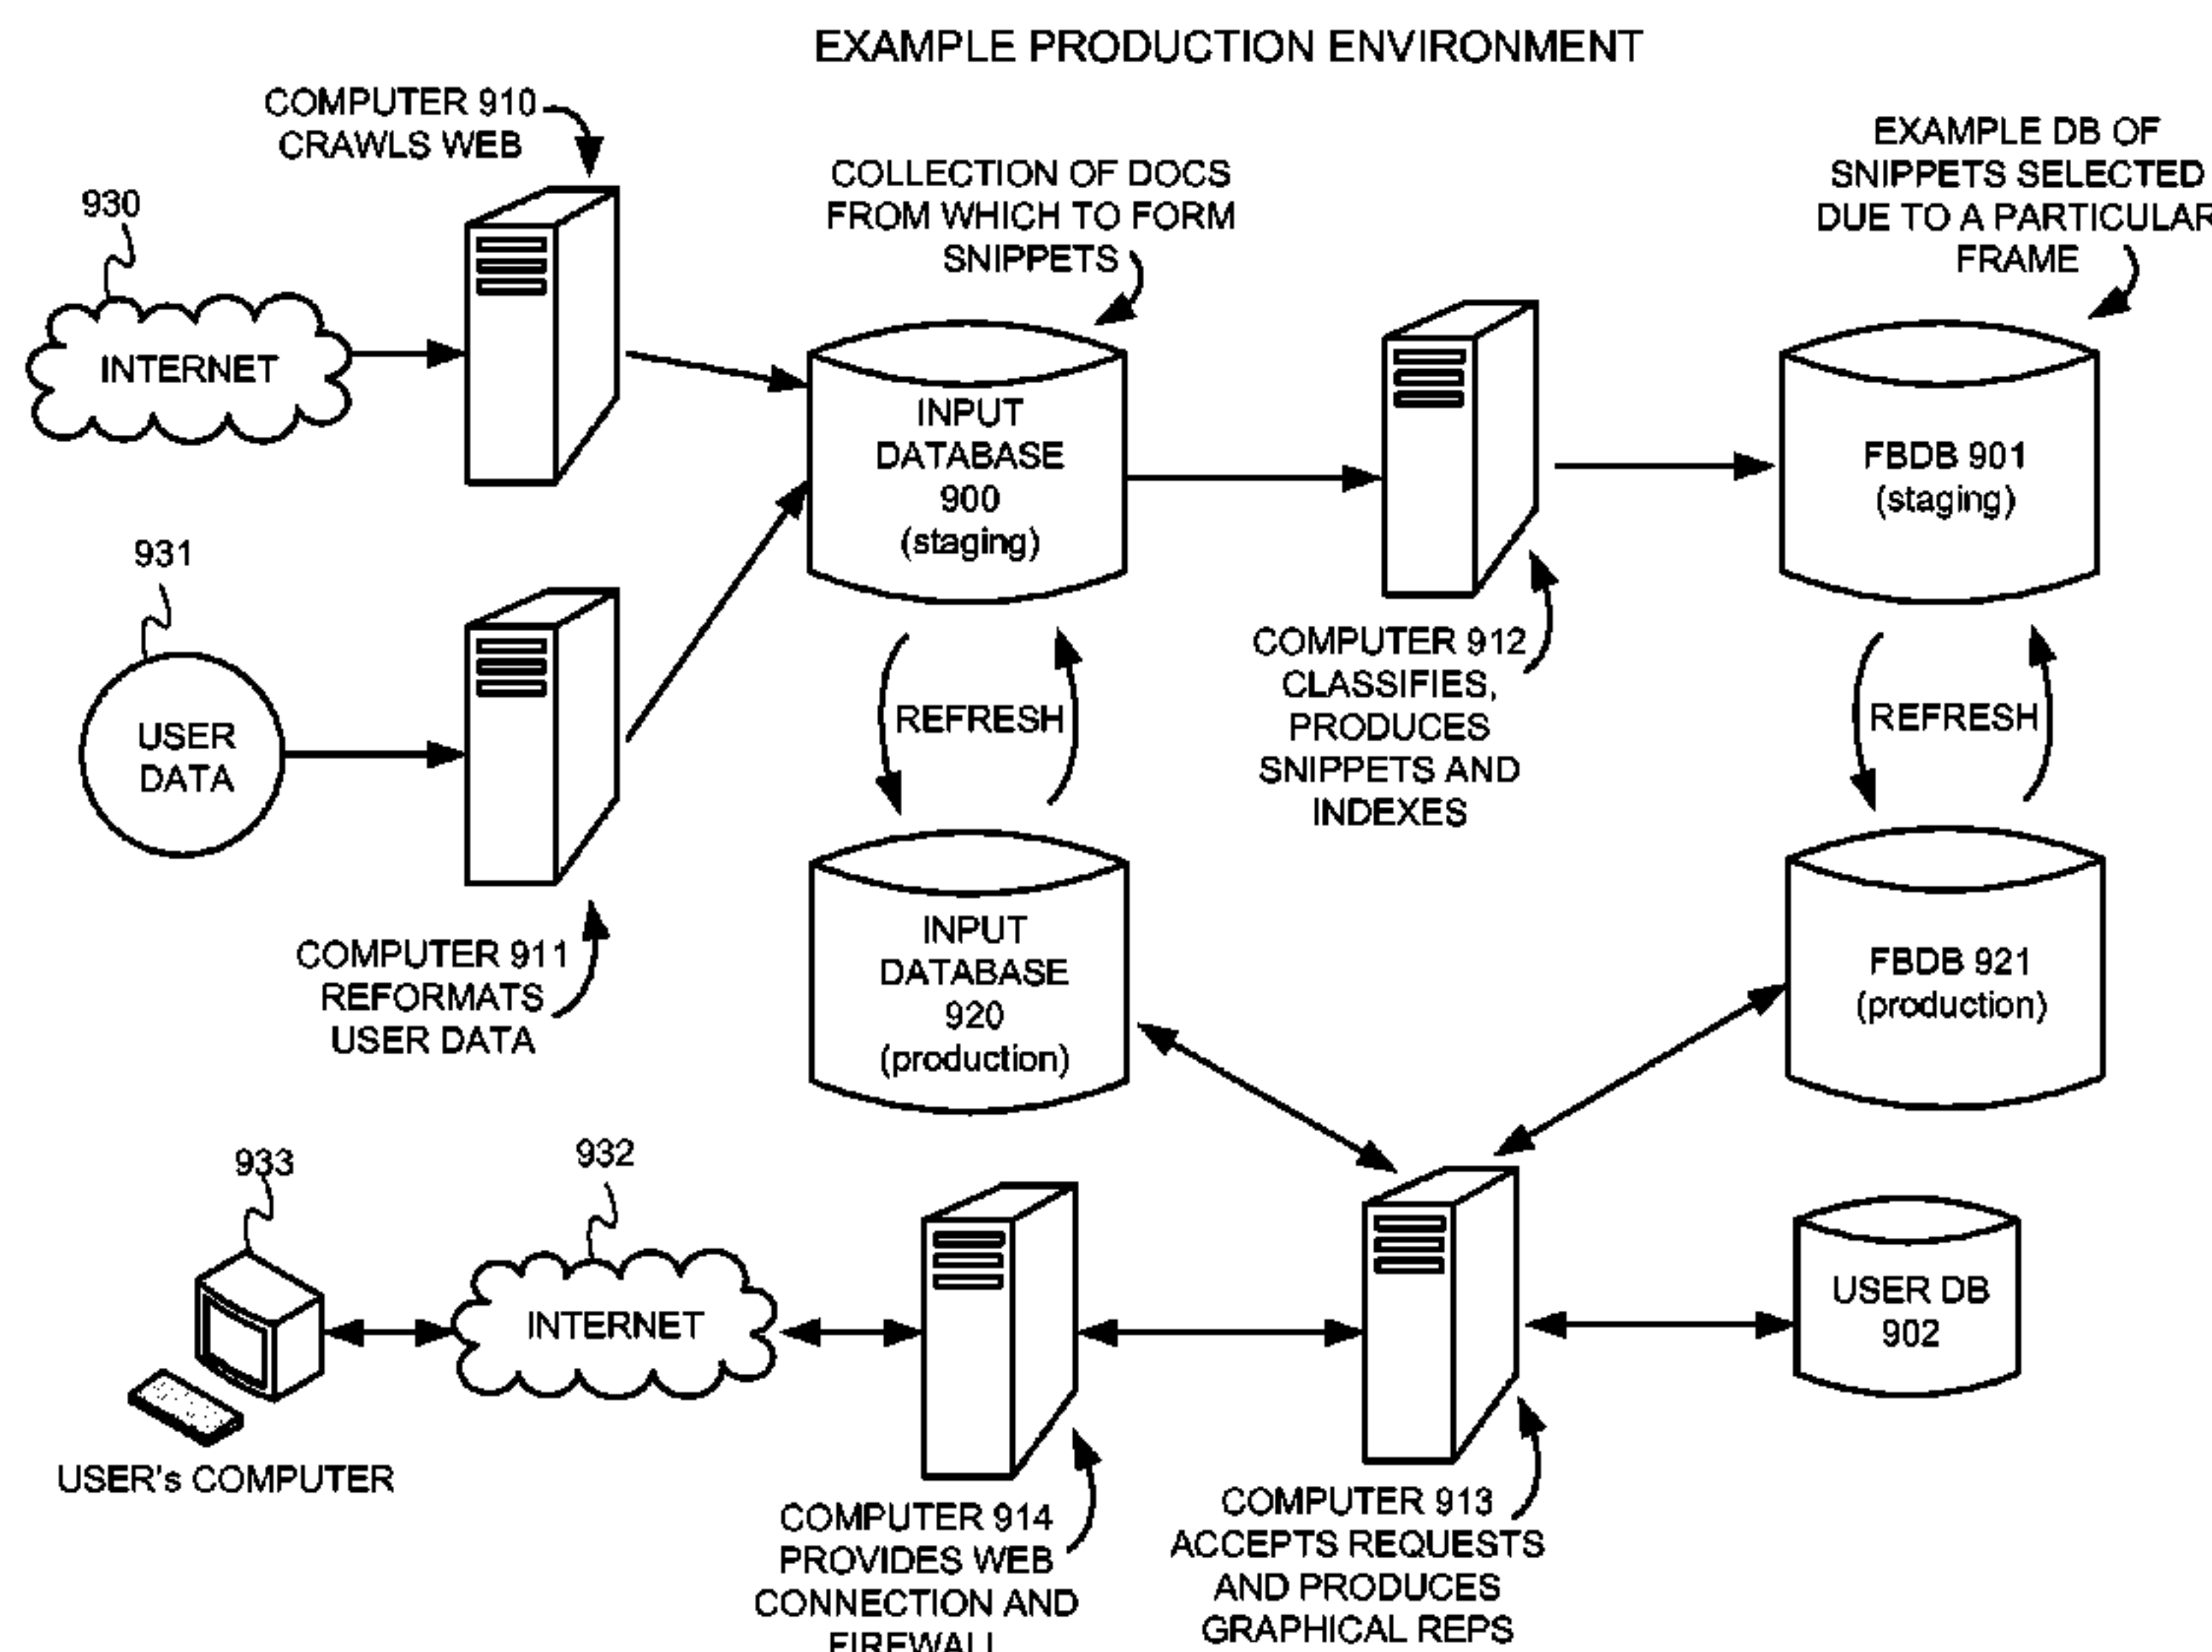 EXAMPLE PRODUCTION ENVIRONMENT
COMPUTER 910
CRAWLS WEB
930
INTERNET
COLLECTION OF DOCS
FROM WHICH TO FORM
SNIPPETS
EXAMPLE DB OF
SNIPPETS SELECTED
DUE TO A PARTICULAR
FRAME
INPUT
DATABASE
900
(staging)
FBDB 901
(staging)
931
USER
DATA
COMPUTER 911
REFORMATS
USER DATA
REFRESH
COMPUTER 912
CLASSIFIES,
PRODUCES
SNIPPETS AND
INDEXES
REFRESH
INPUT
DATABASE
920
(production)
FBDB 921
(production)
933
932
INTERNET
USER DB
902
USER's COMPUTER
COMPUTER 914
PROVIDES WEB
CONNECTION AND
FIREWALL
COMPUTER 913
ACCEPTS REQUESTS
AND PRODUCES
GRAPHICAL REPS